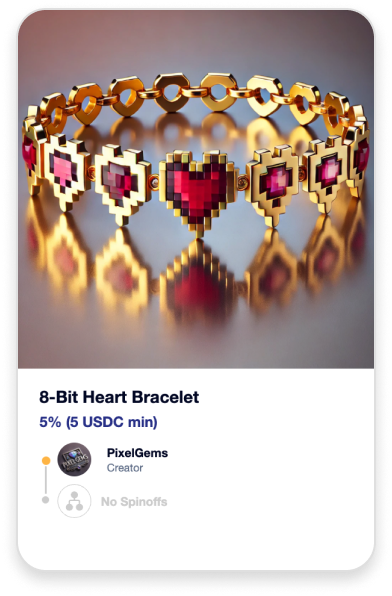 8-Bit Heart Bracelet
5% (5 USDC min)
PixelGems
Creator
No Spinoffs